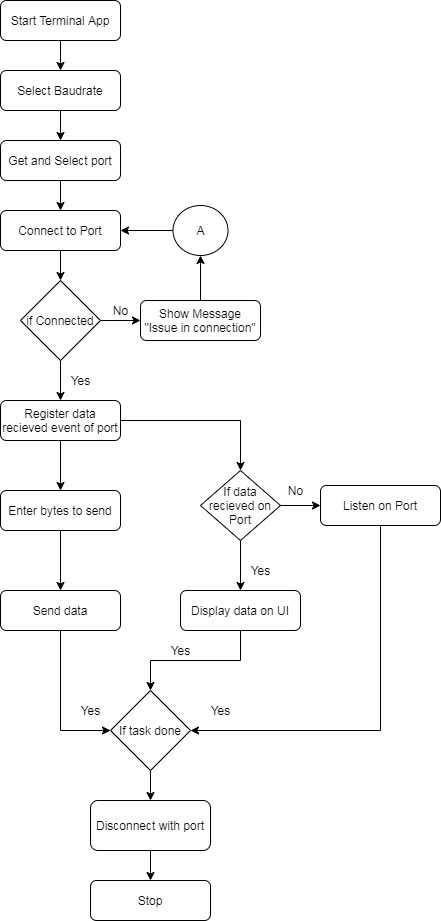 Start Terminal App
Select Baudrate
Get and Select port
Connect to Port
A
if Connected
No
Show Message
"Issue in connection"
Yes
Register data
recieved event of port
If data
recieved on
Port
No
Listen on Port
Enter bytes to send
Yes
Send data
Display data on UI
Yes
Yes
Yes
If task done
Disconnect with port
Stop